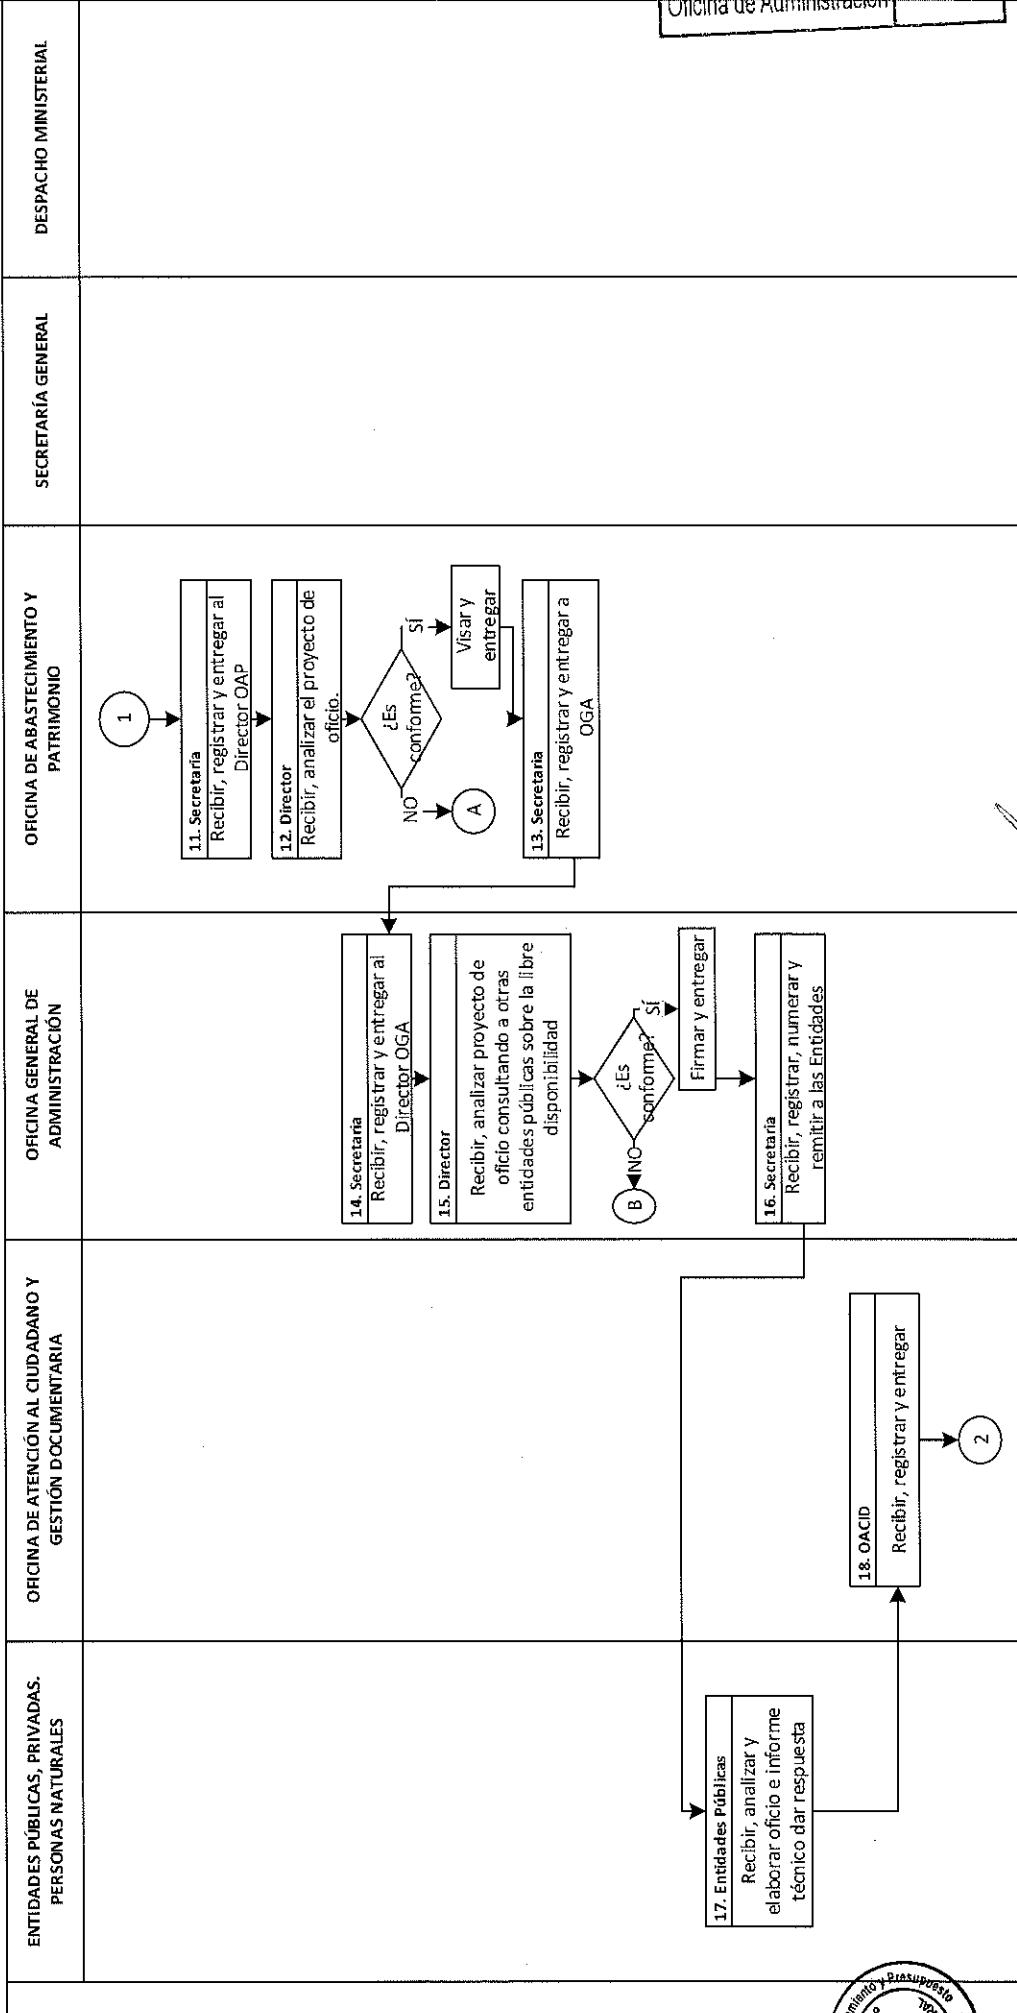 ENTIDADES PÚBLICAS, PRIVADAS.
PERSONAS NATURALES
OFICINA DE ATENCIÓN AL CIUDADANO Y
GESTIÓN DOCUMENTARIA
OFICINA GENERAL DE
ADMINISTRACIÓN
OFICINA DE ABASTECIMIENTO Y
PATRIMONIO
SECRETARÍA GENERAL
DESPACHO MINISTERIAL
1
11. Secretaria
Recibir, registrar y entregar al
Director OAP
12. Director
Recibir, analizar el proyecto de
oficio.
¿Es
conforme?
NO
SÍ
A
Visar y
entregar
13. Secretaria
Recibir, registrar y entregar a
OGA
14. Secretaria
Recibir, registrar y entregar al
Director OGA
15. Director
Recibir, analizar proyecto de
oficio consultando a otras
entidades públicas sobre la libre
disponibilidad
¿Es
conforme?
NO
SÍ
B
Firmar y entregar
16. Secretaria
Recibir, registrar, numerar y
remitir a las Entidades
17. Entidades Públicas
Recibir, analizar y
elaborar oficio e informe
técnico dar respuesta
18. OACID
Recibir, registrar y entregar
2
Oficina de Administración
y Presupuesto